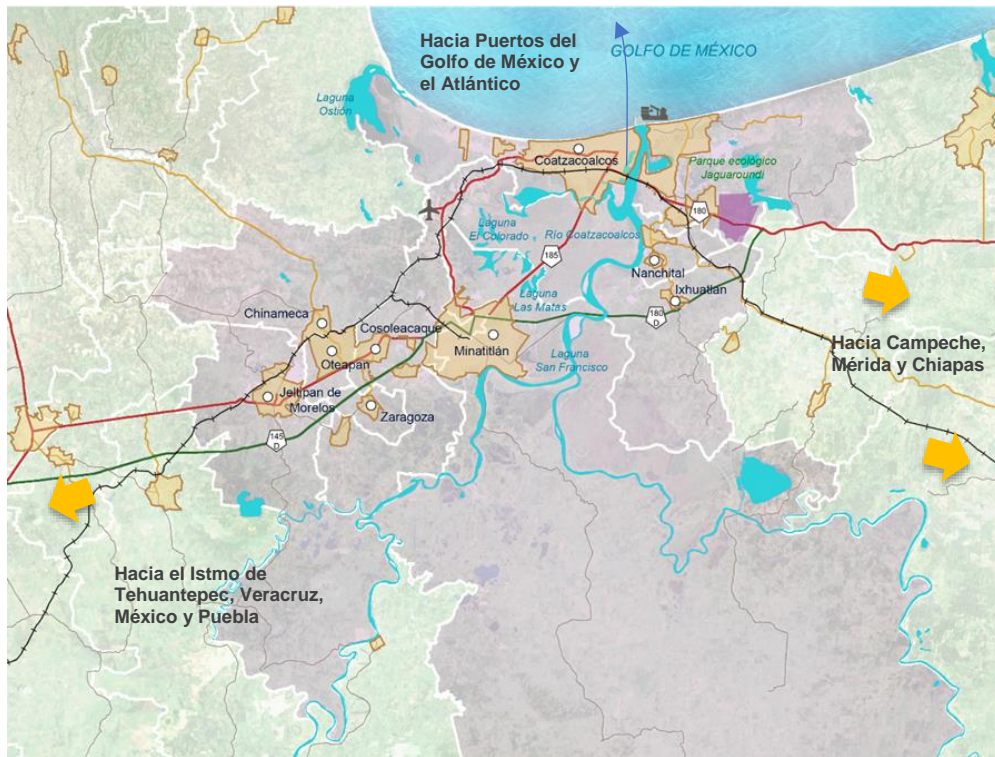 Hacia Puertos del
Golfo de México y
el Atlántico
GOLFO DE MÉXICO
Laguna
Ostión
Coatzacoalcos
Parque ecológico
Jaguaroundi
180
Laguna
El Colorado
Río Coatzacoalcos
185
Nanchital
Ixhuatlán
Laguna
Las Matas
180
D
Chinameca
Cosoleacaque
Oteapan
Minatitlán
Laguna
San Francisco
Hacia Campeche,
Mérida y Chiapas
Jeltipan de
Morelos
Zaragoza
145
D
Hacia el Istmo de
Tehuantepec, Veracruz,
México y Puebla